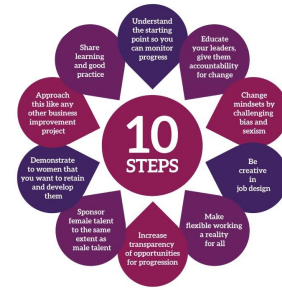 10
STEPS
Understand
the starting
point so you
can monitor
progress
Educate
your leaders,
give them
accountability
for change
Change
mindsets by
challenging
bias and
sexism
Be
creative
in
job design
Make
flexible working
a reality
for all
Increase
transparency
of opportunities
for progression
Sponsor
female talent
to the same
extent as
male talent
Demonstrate
to women that
you want to retain
and develop
them
Approach
this like any
other business
improvement
project
Share
learning
and good
practice